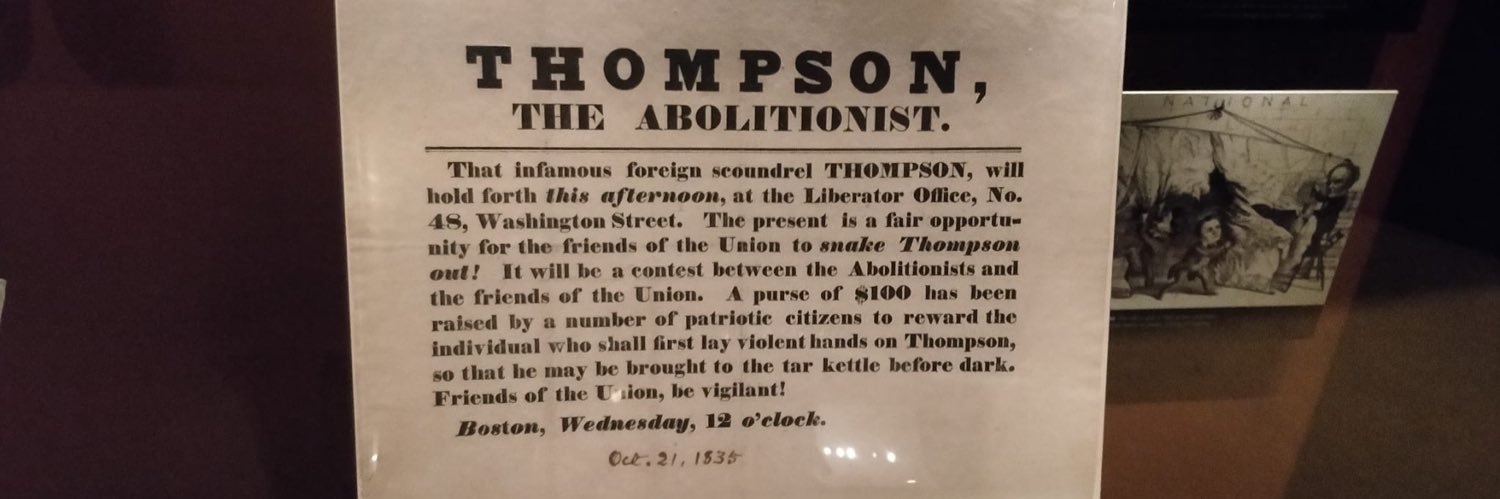 THOMPSON,
THE ABOLITIONIST.
That infamous foreign scoundrel THOMPSON, will
hold forth this afternoon, at the Liberator Office, No.
48, Washington Street. The present is a fair opportu-
nity for the friends of the Union to snake Thompson
out! It will be a contest between the Abolitionists and
the friends of the Union. A purse of $100 has been
raised by a number of patriotic citizens to reward the
individual who shall first lay violent hands on Thompson,
so that he may be brought to the tar kettle before dark.
Friends of the Union, be vigilant!
Boston, Wednesday, 12 o'clock.
Oct. 21, 1835
NATIONAL